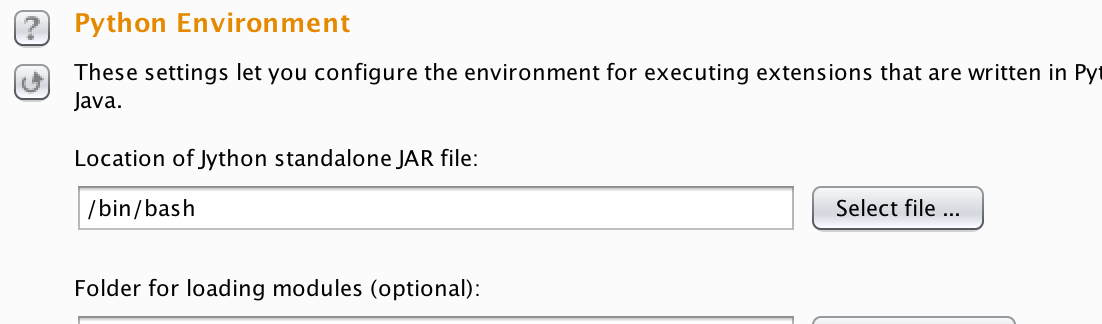 Python Environment
These settings let you configure the environment for executing extensions that are written in
Java.
Location of Jython standalone JAR file:
/bin/bash
Select file ...
Folder for loading modules (optional):